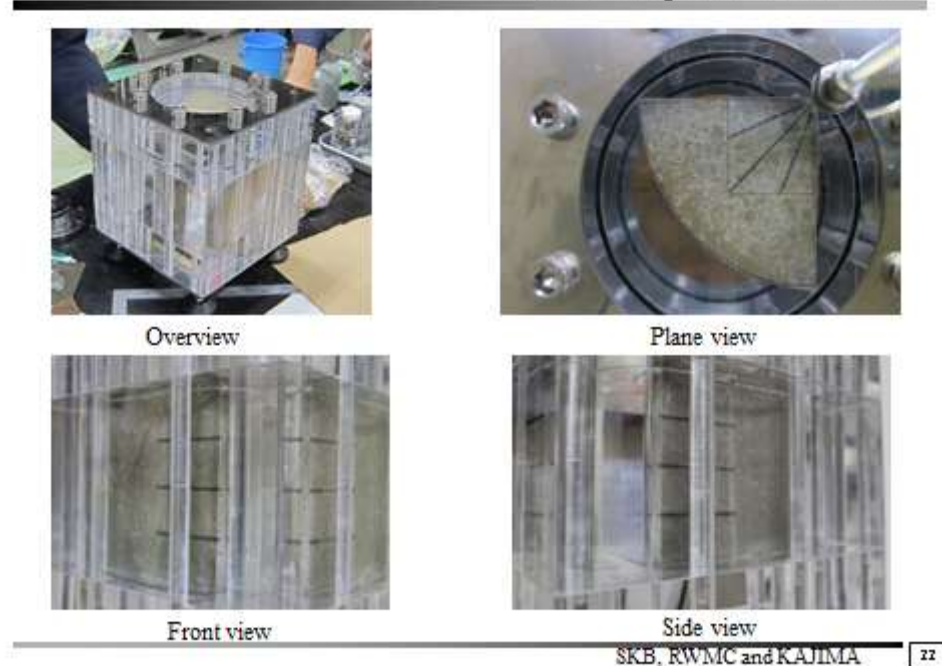 Overview
Plane view
Front view
Side view
SKB, RWMC and KAJIMA
22